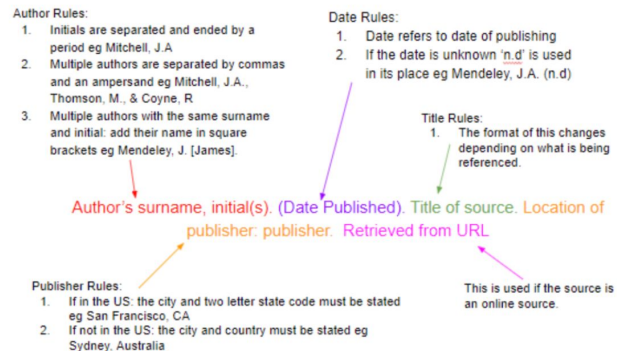 Author Rules:
1. Initials are separated and ended by a
period eg Mitchell, J.A
2. Multiple authors are separated by commas
and an ampersand eg Mitchell, J.A.,
Thomson, M., & Coyne, R
3. Multiple authors with the same surname
and initial: add their name in square
brackets eg Mendeley, J. [James].
Date Rules:
1. Date refers to date of publishing
2. If the date is unknown ‘n.d’ is used
in its place eg Mendeley, J.A. (n.d)
Title Rules:
1. The format of this changes
depending on what is being
referenced.
Author’s surname, initial(s). (Date Published). Title of source. Location of
publisher: publisher. Retrieved from URL
Publisher Rules:
1. If in the US: the city and two letter state code must be stated
eg San Francisco, CA
2. If not in the US: the city and country must be stated eg
Sydney, Australia
This is used if the source is
an online source.